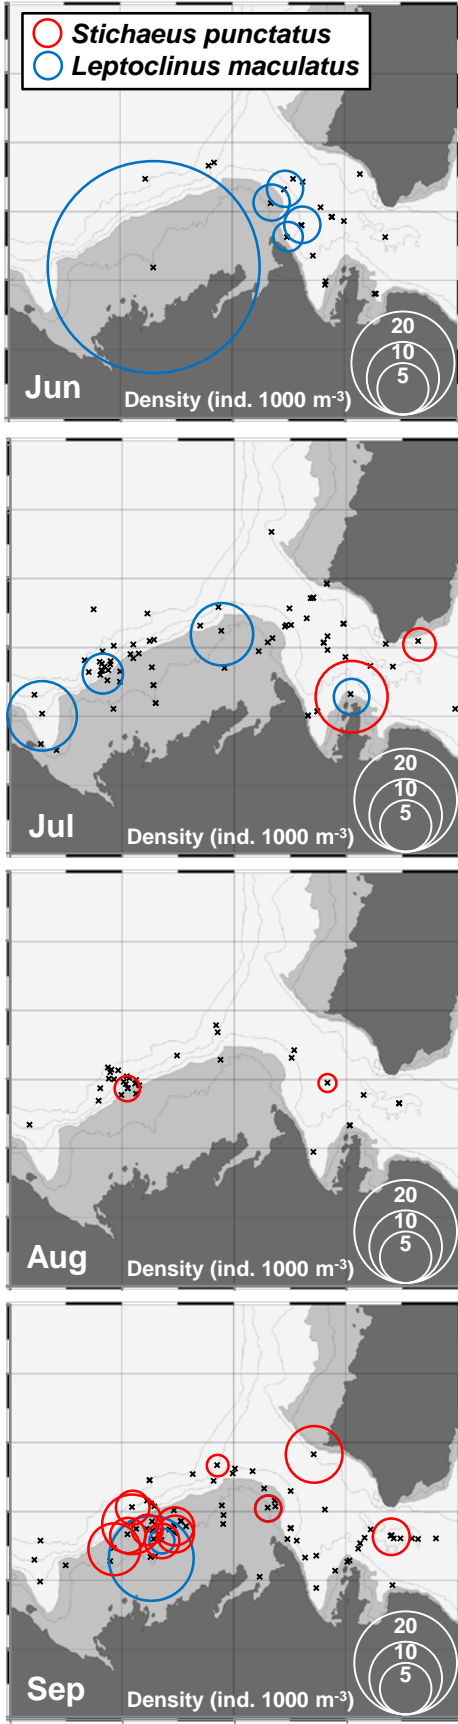 Stichaeus punctatus
Leptoclinus maculatus
20
10
5
Jun
Density (ind. 1000 m-3)
20
10
5
Jul
Density (ind. 1000 m-3)
20
10
5
Aug
Density (ind. 1000 m-3)
20
10
5
Sep
Density (ind. 1000 m-3)